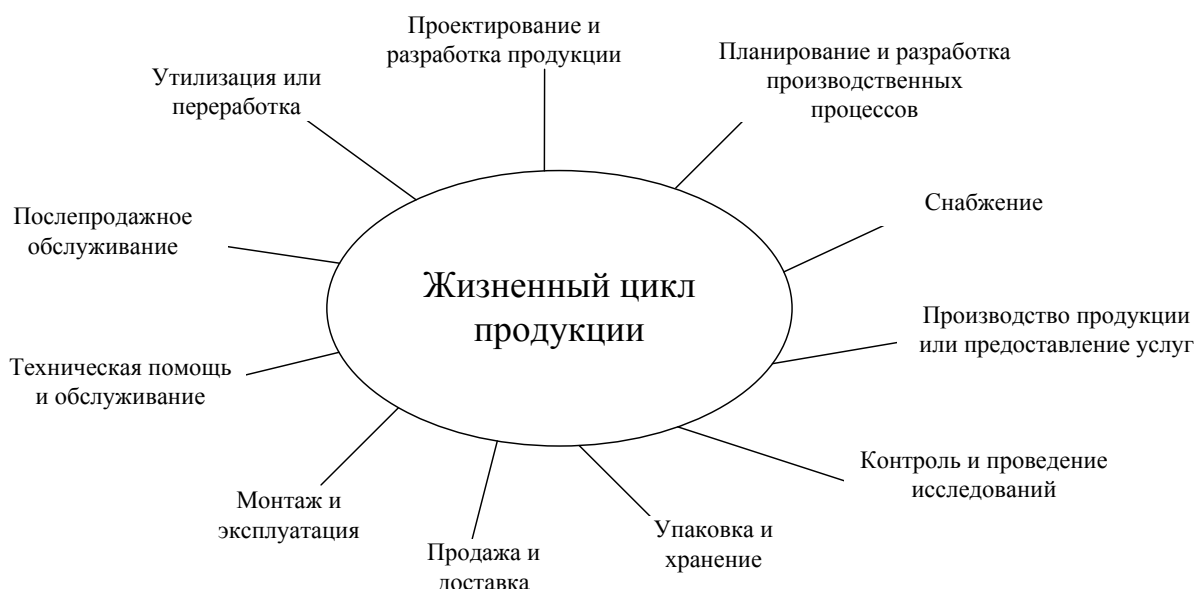 Проектирование и
разработка продукции
Планирование и разработка
производственных
процессов
Снабжение
Производство продукции
или предоставление услуг
Контроль и проведение
исследований
Упаковка и
хранение
Продажа и
доставка
Монтаж и
эксплуатация
Техническая помощь
и обслуживание
Послепродажное
обслуживание
Утилизация или
переработка
Жизненный цикл
продукции